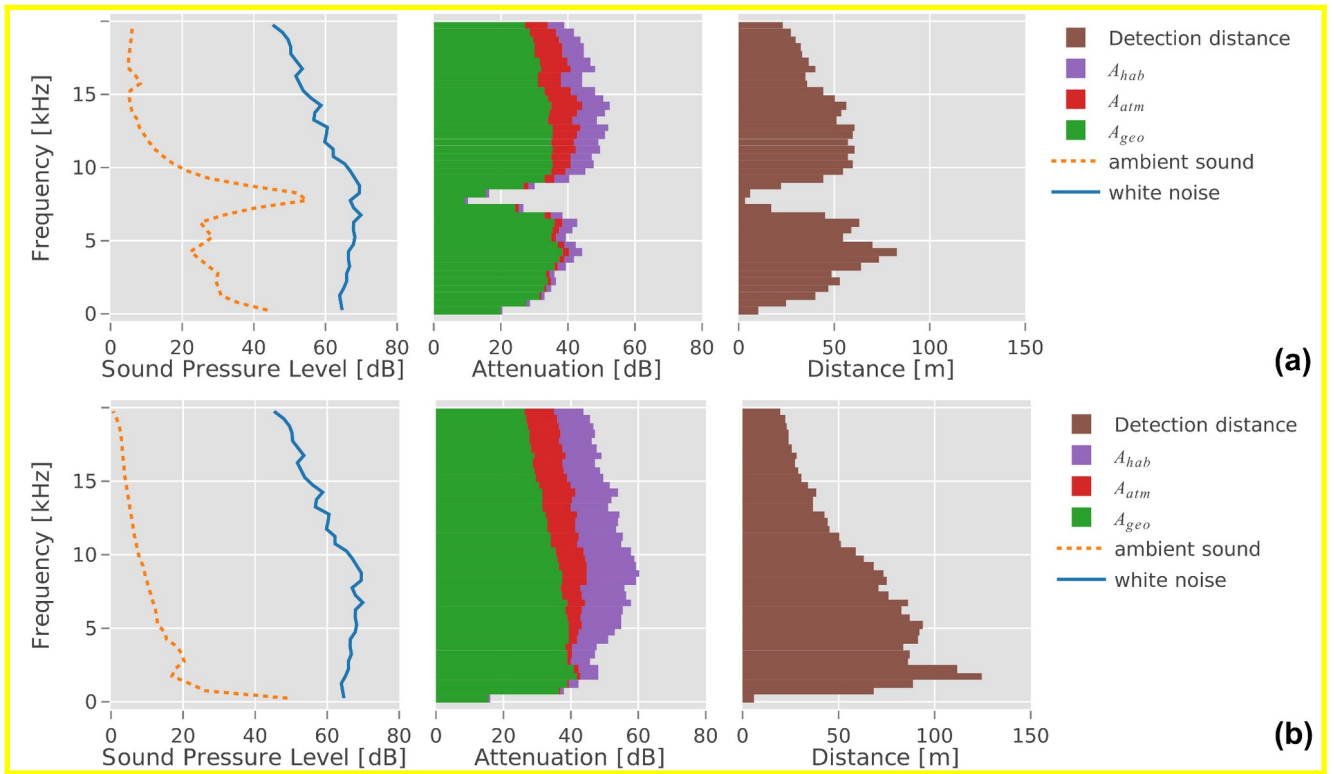 Frequency [kHz]
15
10
5
0
0 20 40 60 80
Sound Pressure Level [dB]
0 20 40 60 80
Attenuation [dB]
0 50 100 150
Distance [m]
Detection distance
A_hab
A_atm
A_geo
ambient sound
white noise
(a)
Frequency [kHz]
15
10
5
0
0 20 40 60 80
Sound Pressure Level [dB]
0 20 40 60 80
Attenuation [dB]
0 50 100 150
Distance [m]
Detection distance
A_hab
A_atm
A_geo
ambient sound
white noise
(b)